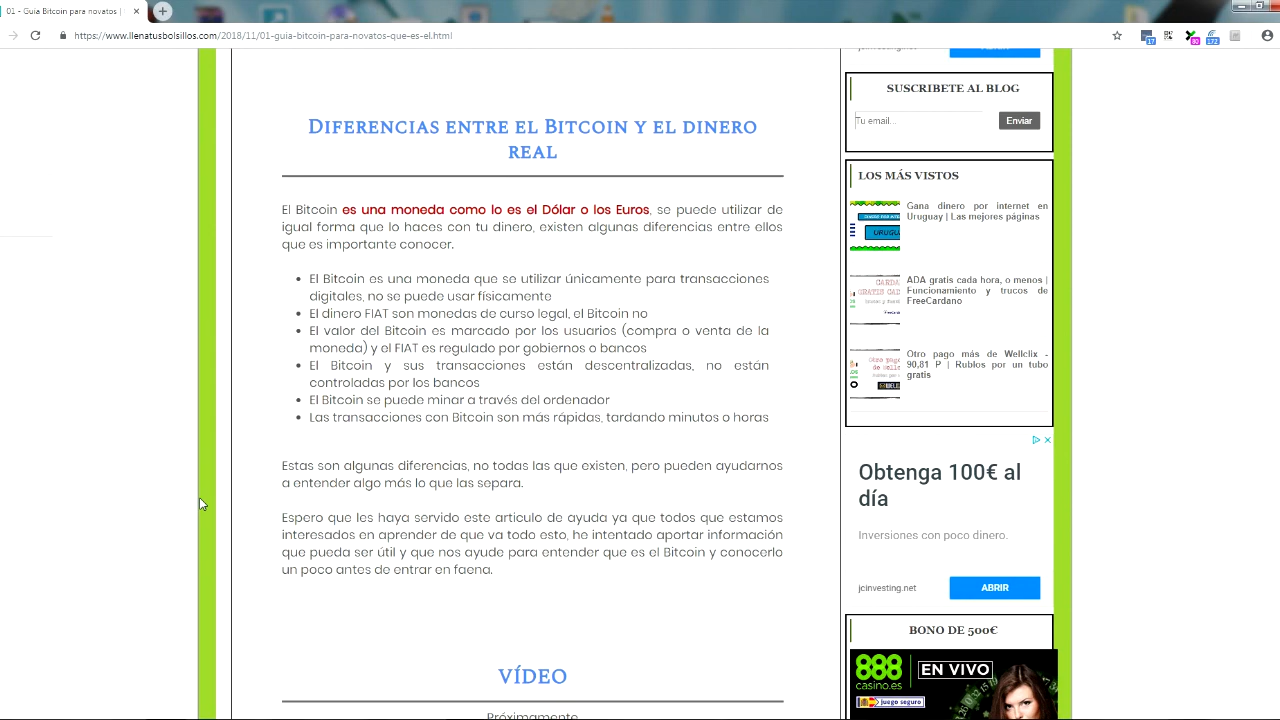 01 - Guia Bitcoin para novatos |
https://www.llenatusbolsillos.com/2018/11/01-guia-bitcoin-para-novatos-que-es-el.html
17
80
172
Diferencias entre el Bitcoin y el dinero
real
El Bitcoin es una moneda como lo es el Dólar o los Euros, se puede utilizar de
igual forma que lo haces con tu dinero, existen algunas diferencias entre ellos
que es importante conocer.
El Bitcoin es una moneda que se utilizar únicamente para transacciones
digitales, no se puede usar físicamente
El dinero FIAT son monedas de curso legal, el Bitcoin no
El valor del Bitcoin es marcado por los usuarios (compra o venta de la
moneda) y el FIAT es regulado por gobiernos o bancos
El Bitcoin y sus transacciones están descentralizadas, no están
controladas por los bancos
El Bitcoin se puede minar a través del ordenador
Las transacciones con Bitcoin son más rápidas, tardando minutos o horas
Estas son algunas diferencias, no todas las que existen, pero pueden ayudarnos
a entender algo más lo que las separa.
Espero que les haya servido este articulo de ayuda ya que todos que estamos
interesados en aprender de que va todo esto, he intentado aportar información
que pueda ser útil y que nos ayude para entender que es el Bitcoin y conocerlo
un poco antes de entrar en faena.
VÍDEO
Próximamente
SUSCRIBETE AL BLOG
Tu email...
Enviar
LOS MÁS VISTOS
Gana dinero por internet en
Uruguay | Las mejores páginas
ADA gratis cada hora, o menos |
Funcionamiento y trucos de
FreeCardano
Otro pago más de Wellclix -
90,81 P | Rublos por un tubo
gratis
Obtenga 100€ al
día
Inversiones con poco dinero.
jcinvesting.net
ABRIR
BONO DE 500€
888
casino.es
EN VIVO
juego seguro